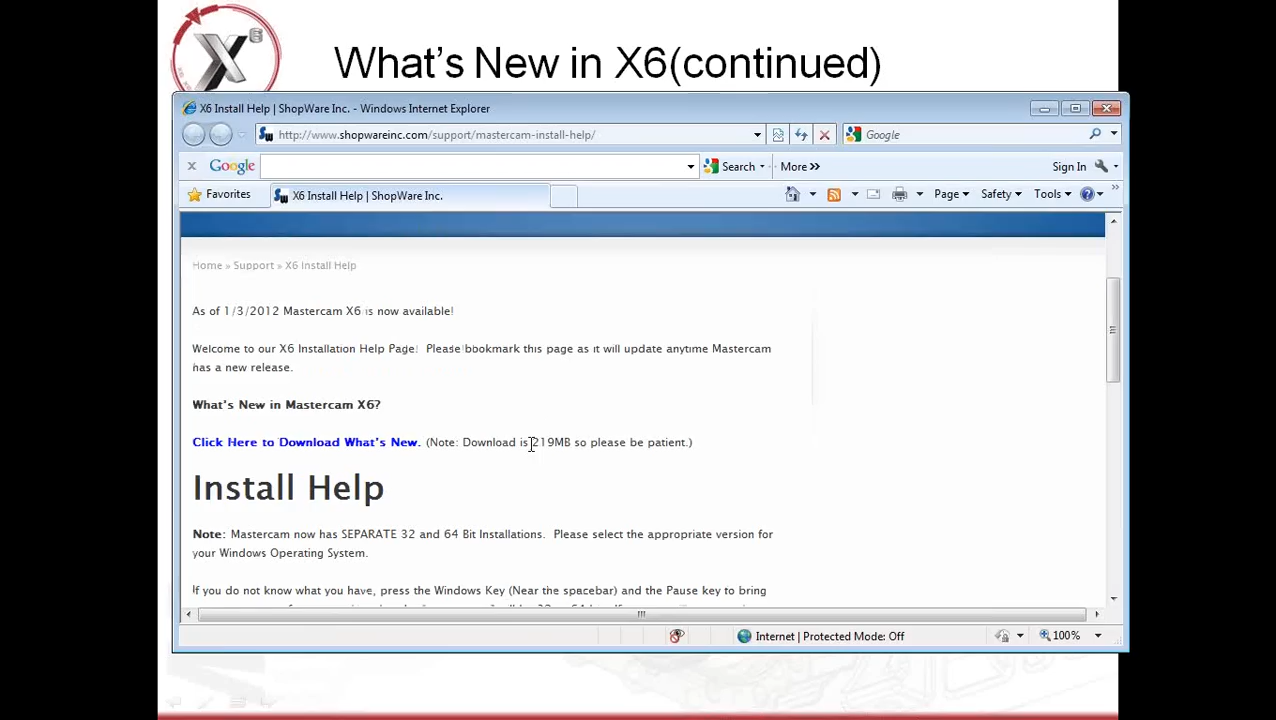 What's New in X6(continued)
X6 Install Help | ShopWare Inc. - Windows Internet Explorer
http://www.shopwareinc.com/support/mastercam-install-help/
Google
Google
Search
More »
Sign In
Favorites
X6 Install Help | ShopWare Inc.
Page
Safety
Tools
Home » Support » X6 Install Help
As of 1/3/2012 Mastercam X6 is now available!
Welcome to our X6 Installation Help Page!  Please bookmark this page as it will update anytime Mastercam
has a new release.
What's New in Mastercam X6?
Click Here to Download What's New. (Note: Download is 219MB so please be patient.)
Install Help
Note: Mastercam now has SEPARATE 32 and 64 Bit Installations.  Please select the appropriate version for
your Windows Operating System.
If you do not know what you have, press the Windows Key (Near the spacebar) and the Pause key to bring
Internet | Protected Mode: Off
100%